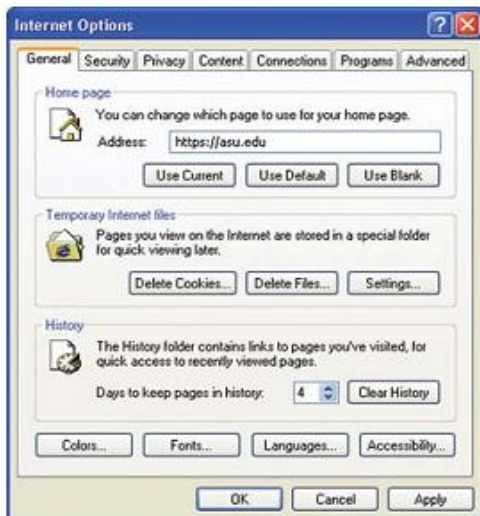 Internet Options
General Security Privacy Content Connections Programs Advanced
Home page
You can change which page to use for your home page.
Address: https://asu.edu
Use Current Use Default Use Blank
Temporary Internet files
Pages you view on the Internet are stored in a special folder
for quick viewing later.
Delete Cookies... Delete Files... Settings...
History
The History folder contains links to pages you've visited, for
quick access to recently viewed pages.
Days to keep pages in history: 4 Clear History
Colors... Fonts... Languages... Accessibility...
OK Cancel Apply